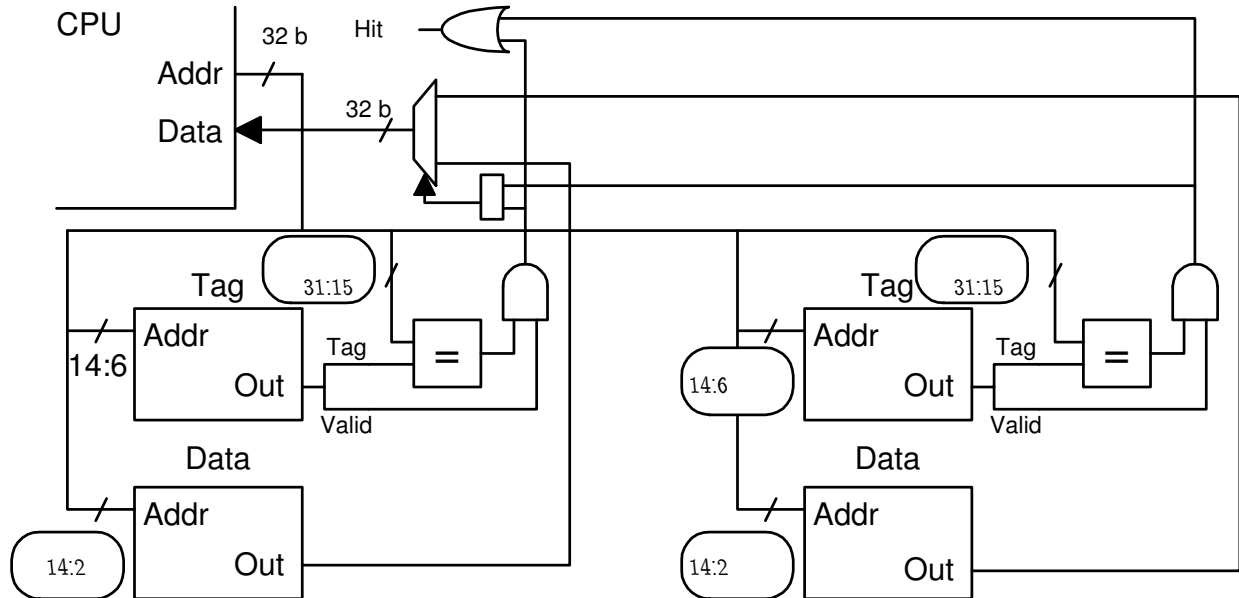 CPU
32 b
Hit
Addr
32 b
Data
Tag
31:15
Tag
31:15
Addr
14:6
Out
Tag
=
Valid
Addr
14:6
Out
Tag
=
Valid
Data
Addr
Out
14:2
Data
Addr
Out
14:2